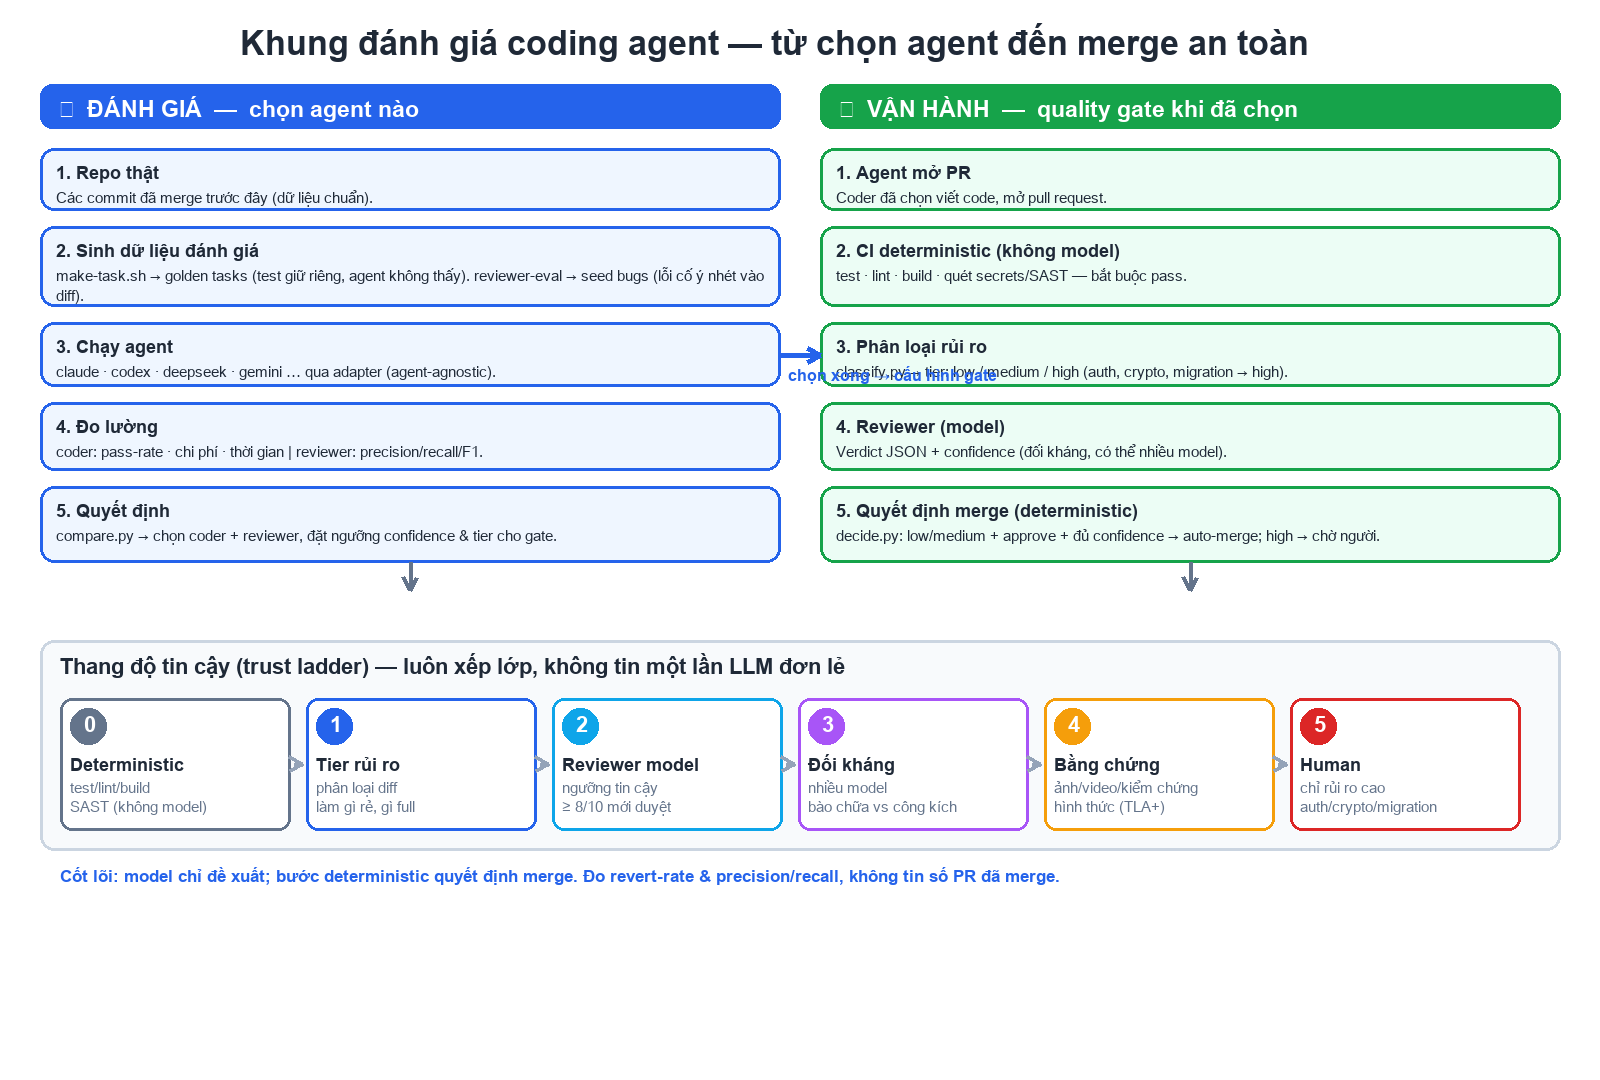 Khung đánh giá coding agent — từ chọn agent đến merge an toàn
ĐÁNH GIÁ — chọn agent nào
1. Repo thật
Các commit đã merge trước đây (dữ liệu chuẩn).
2. Sinh dữ liệu đánh giá
make-task.sh → golden tasks (test giữ riêng, agent không thấy). reviewer-eval → seed bugs (lỗi cố ý nhét vào
diff).
3. Chạy agent
claude · codex · deepseek · gemini … qua adapter (agent-agnostic).
4. Đo lường
coder: pass-rate · chi phí · thời gian | reviewer: precision/recall/F1.
5. Quyết định
compare.py → chọn coder + reviewer, đặt ngưỡng confidence & tier cho gate.
chọn xong → cấu hình gate
VẬN HÀNH — quality gate khi đã chọn
1. Agent mở PR
Coder đã chọn viết code, mở pull request.
2. CI deterministic (không model)
test · lint · build · quét secrets/SAST — bắt buộc pass.
3. Phân loại rủi ro
classify.py → tier: low / medium / high (auth, crypto, migration → high).
4. Reviewer (model)
Verdict JSON + confidence (đối kháng, có thể nhiều model).
5. Quyết định merge (deterministic)
decide.py: low/medium + approve + đủ confidence → auto-merge; high → chờ người.
Thang độ tin cậy (trust ladder) — luôn xếp lớp, không tin một lần LLM đơn lẻ
0
Deterministic
test/lint/build
SAST (không model)
1
Tier rủi ro
phân loại diff
làm gì rẻ, gì full
2
Reviewer model
ngưỡng tin cậy
≥ 8/10 mới duyệt
3
Đối kháng
nhiều model
bào chữa vs công kích
4
Bằng chứng
ảnh/video/kiểm chứng
hình thức (TLA+)
5
Human
chỉ rủi ro cao
auth/crypto/migration
Cốt lõi: model chỉ đề xuất; bước deterministic quyết định merge. Đo revert-rate & precision/recall, không tin số PR đã merge.